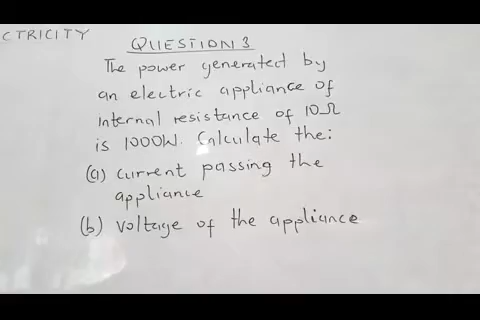 CTRICITY
QUESTION 3
The power generated by
an electric appliance of
internal resistance of 10Ω
is 1000W. Calculate the:
(a) current passing the
appliance
(b) voltage of the appliance